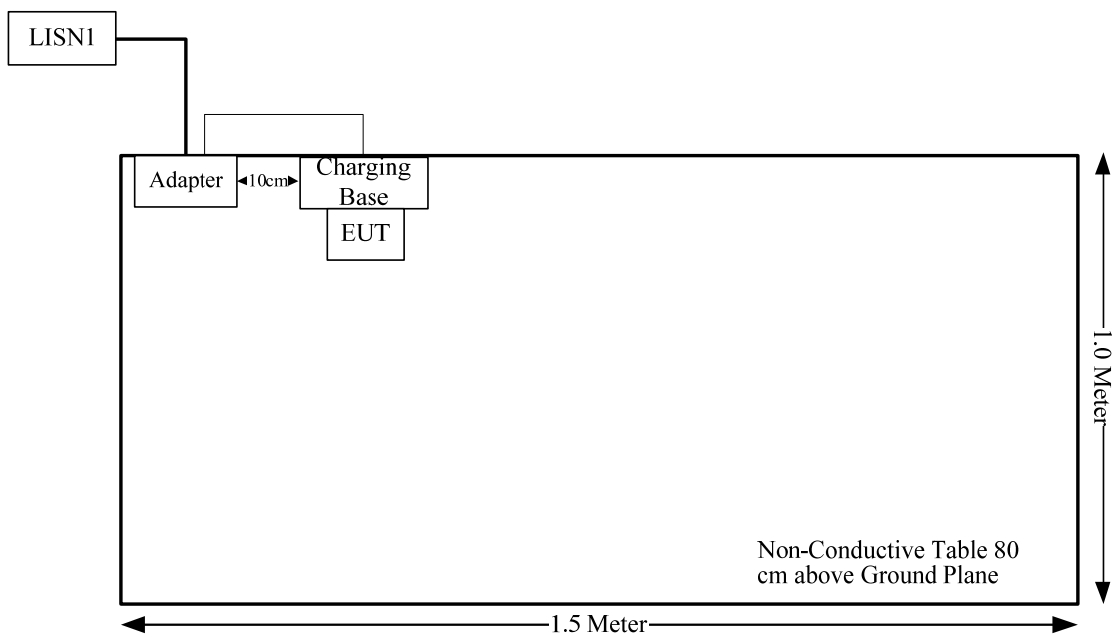 LISN1
Adapter
10cm
Charging
Base
EUT
1.0 Meter
Non-Conductive Table 80
cm above Ground Plane
1.5 Meter